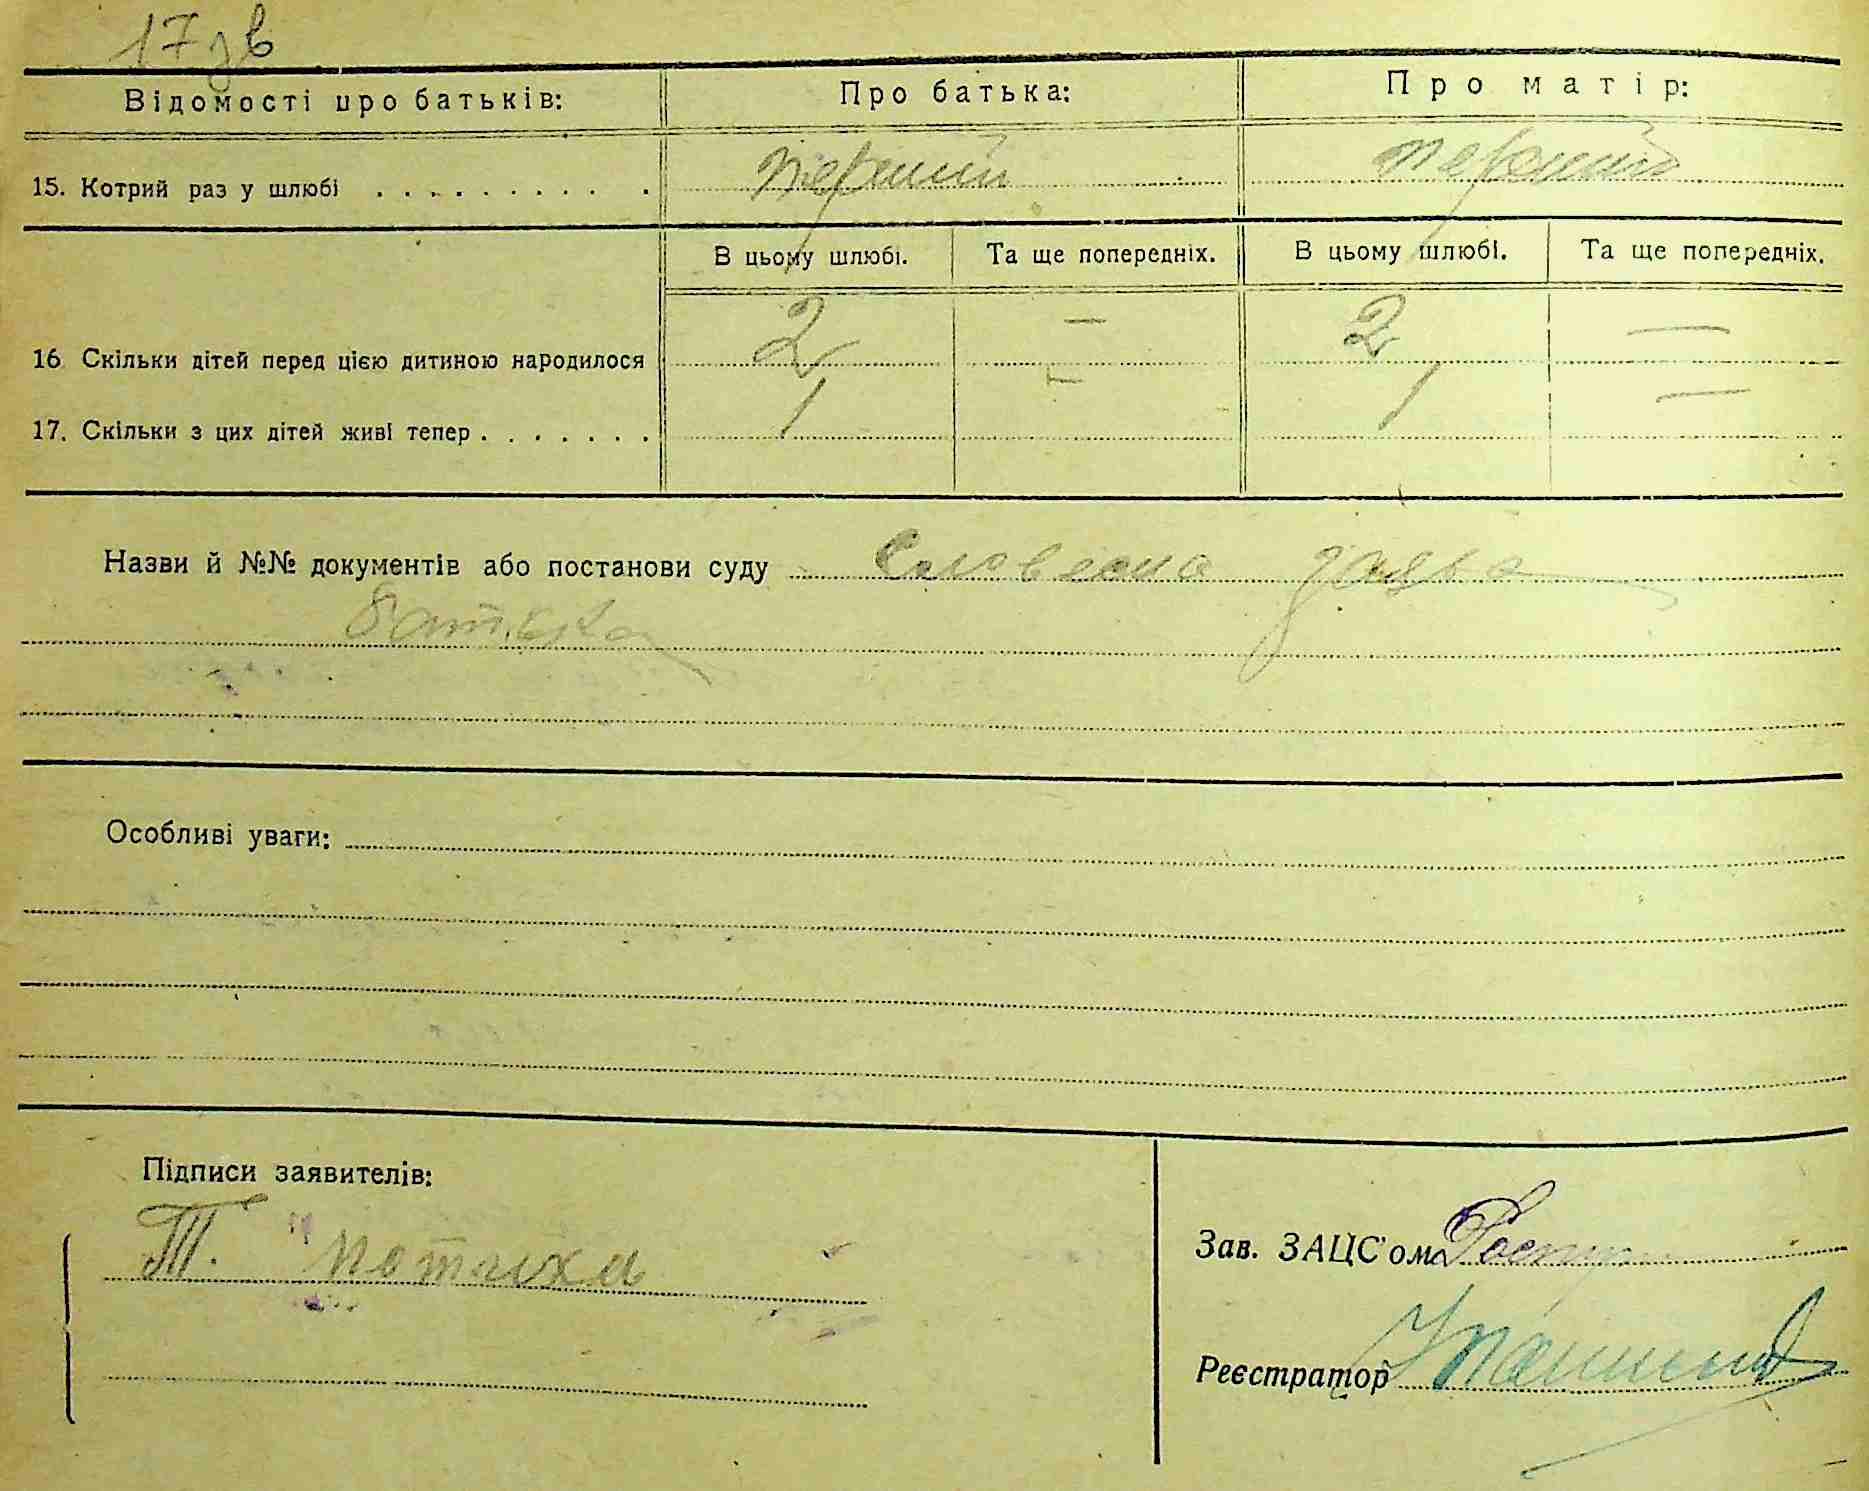 17 зв
Відомості про батьків: Про батька: Про матір:
15. Котрий раз у шлюбі . . . . . . . . . . перший перший
В цьому шлюбі. Та ще попередніх. В цьому шлюбі. Та ще попередніх.
16 Скільки дітей перед цією дитиною народилося 2 — 2 —
17. Скільки з цих дітей живі тепер . . . . . . . 1 — 1 —
Назви й №№ документів або постанови суду Словесна заява
батька
Особливі уваги:
Підписи заявителів:
Т. Потиха
Зав. ЗАЦС'ом
Реєстратор